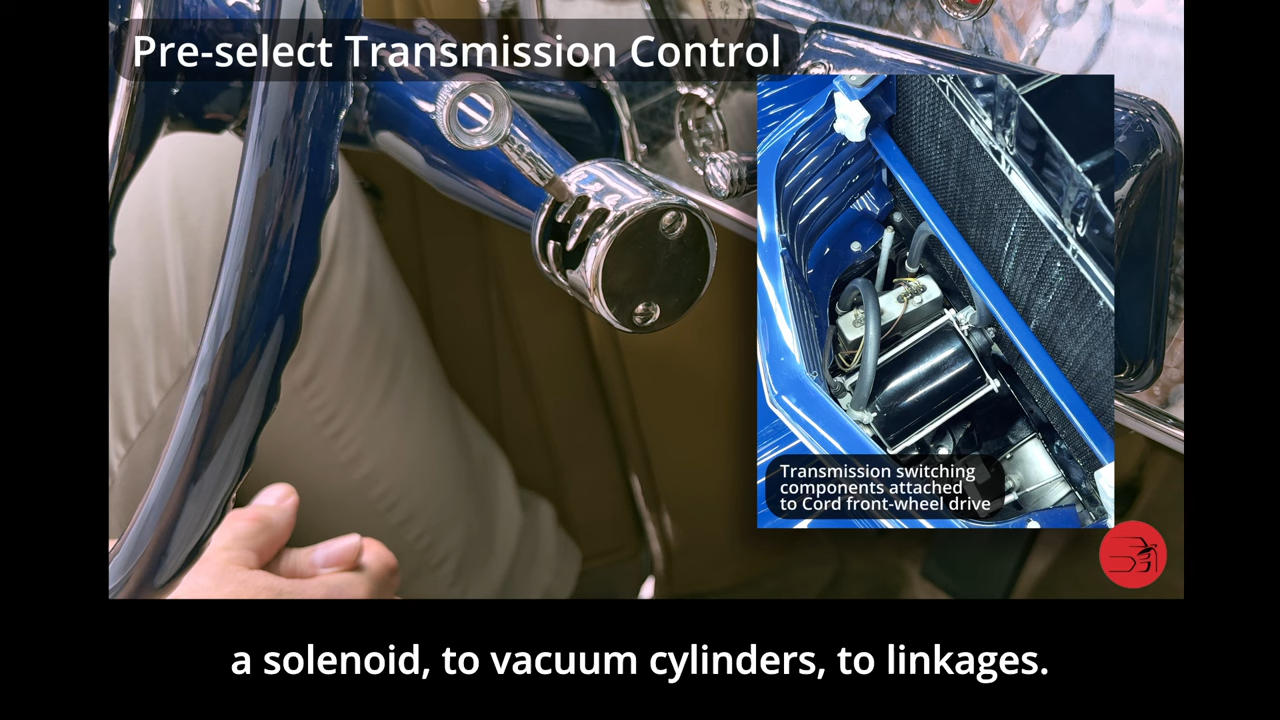 Pre-select Transmission Control
Transmission switching
components attached
to Cord front-wheel drive
a solenoid, to vacuum cylinders, to linkages.